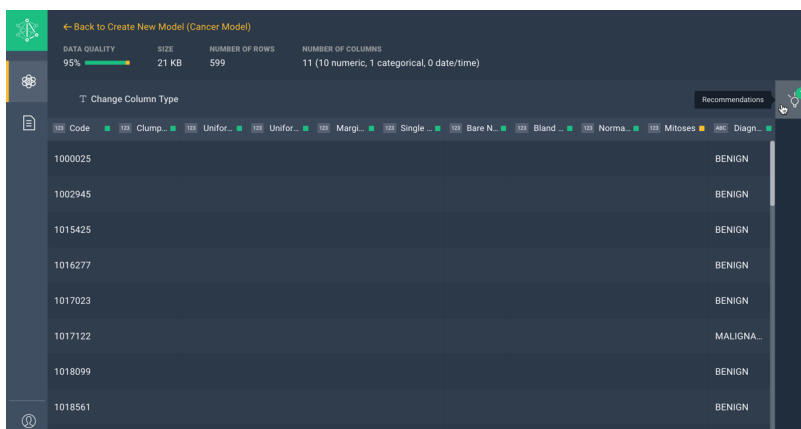 ← Back to Create New Model (Cancer Model)
DATA QUALITY SIZE NUMBER OF ROWS NUMBER OF COLUMNS
95% 21 KB 599 11 (10 numeric, 1 categorical, 0 date/time)
T Change Column Type Recommendations
123 Code 123 Clump... 123 Unifor... 123 Unifor... 123 Margi... 123 Single ... 123 Bare N... 123 Bland ... 123 Norma... 123 Mitoses ABC Diagn...
1000025 BENIGN
1002945 BENIGN
1015425 BENIGN
1016277 BENIGN
1017023 BENIGN
1017122 MALIGNA...
1018099 BENIGN
1018561 BENIGN